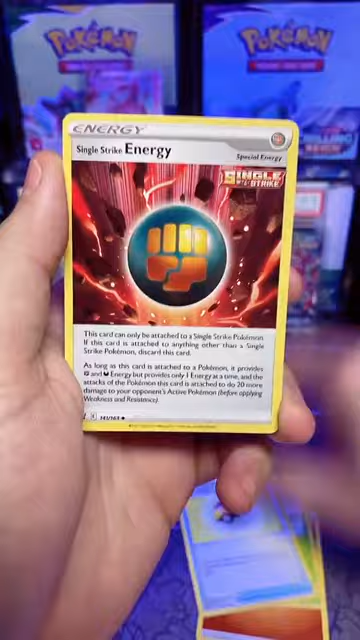 POKÉMON
POKÉMON
ENERGY
Single Strike Energy
Special Energy
SINGLE
STRIKE
This card can only be attached to a Single Strike Pokémon.
If this card is attached to anything other than a Single
Strike Pokémon, discard this card.
As long as this card is attached to a Pokémon, it provides
and Energy but provides only 1 Energy at a time, and the
attacks of the Pokémon this card is attached to do 20 more
damage to your opponent's Active Pokémon (before applying
Weakness and Resistance).
141/163